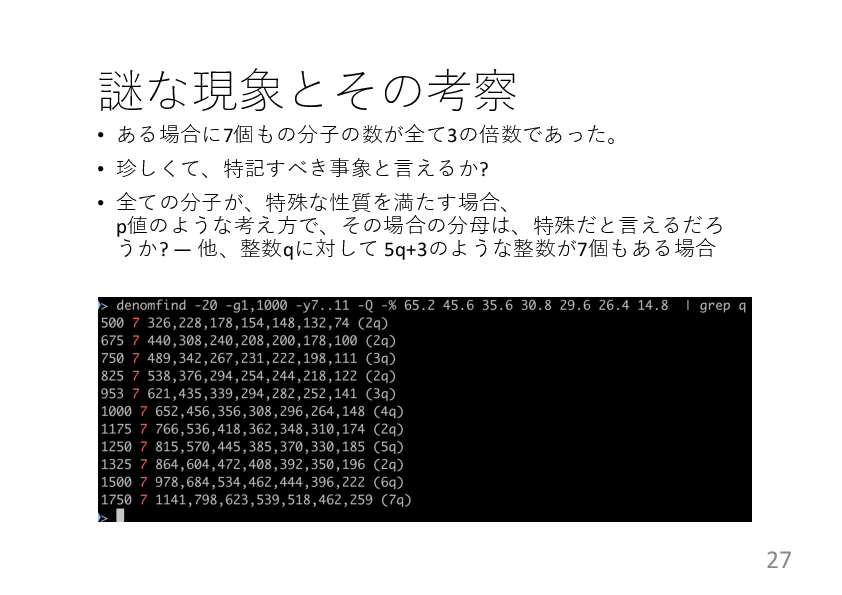 謎な現象とその考察
• ある場合に7個もの分子の数が全て3の倍数であった。
• 珍しくて、特記すべき事象と言えるか?
• 全ての分子が、特殊な性質を満たす場合、
p値のような考え方で、その場合の分母は、特殊だと言えるだろ
うか? — 他、整数qに対して 5q+3のような整数が7個もある場合
> denomfind -20 -g1,1000 -y7..11 -Q -% 65.2 45.6 35.6 30.8 29.6 26.4 14.8 | grep q
500 7 326,228,178,154,148,132,74 (2q)
675 7 440,308,240,208,200,178,100 (2q)
750 7 489,342,267,231,222,198,111 (3q)
825 7 538,376,294,254,244,218,122 (2q)
953 7 621,435,339,294,282,252,141 (3q)
1000 7 652,456,356,308,296,264,148 (4q)
1175 7 766,536,418,362,348,310,174 (2q)
1250 7 815,570,445,385,370,330,185 (5q)
1325 7 864,604,472,408,392,350,196 (2q)
1500 7 978,684,534,462,444,396,222 (6q)
1750 7 1141,798,623,539,518,462,259 (7q)
>
27